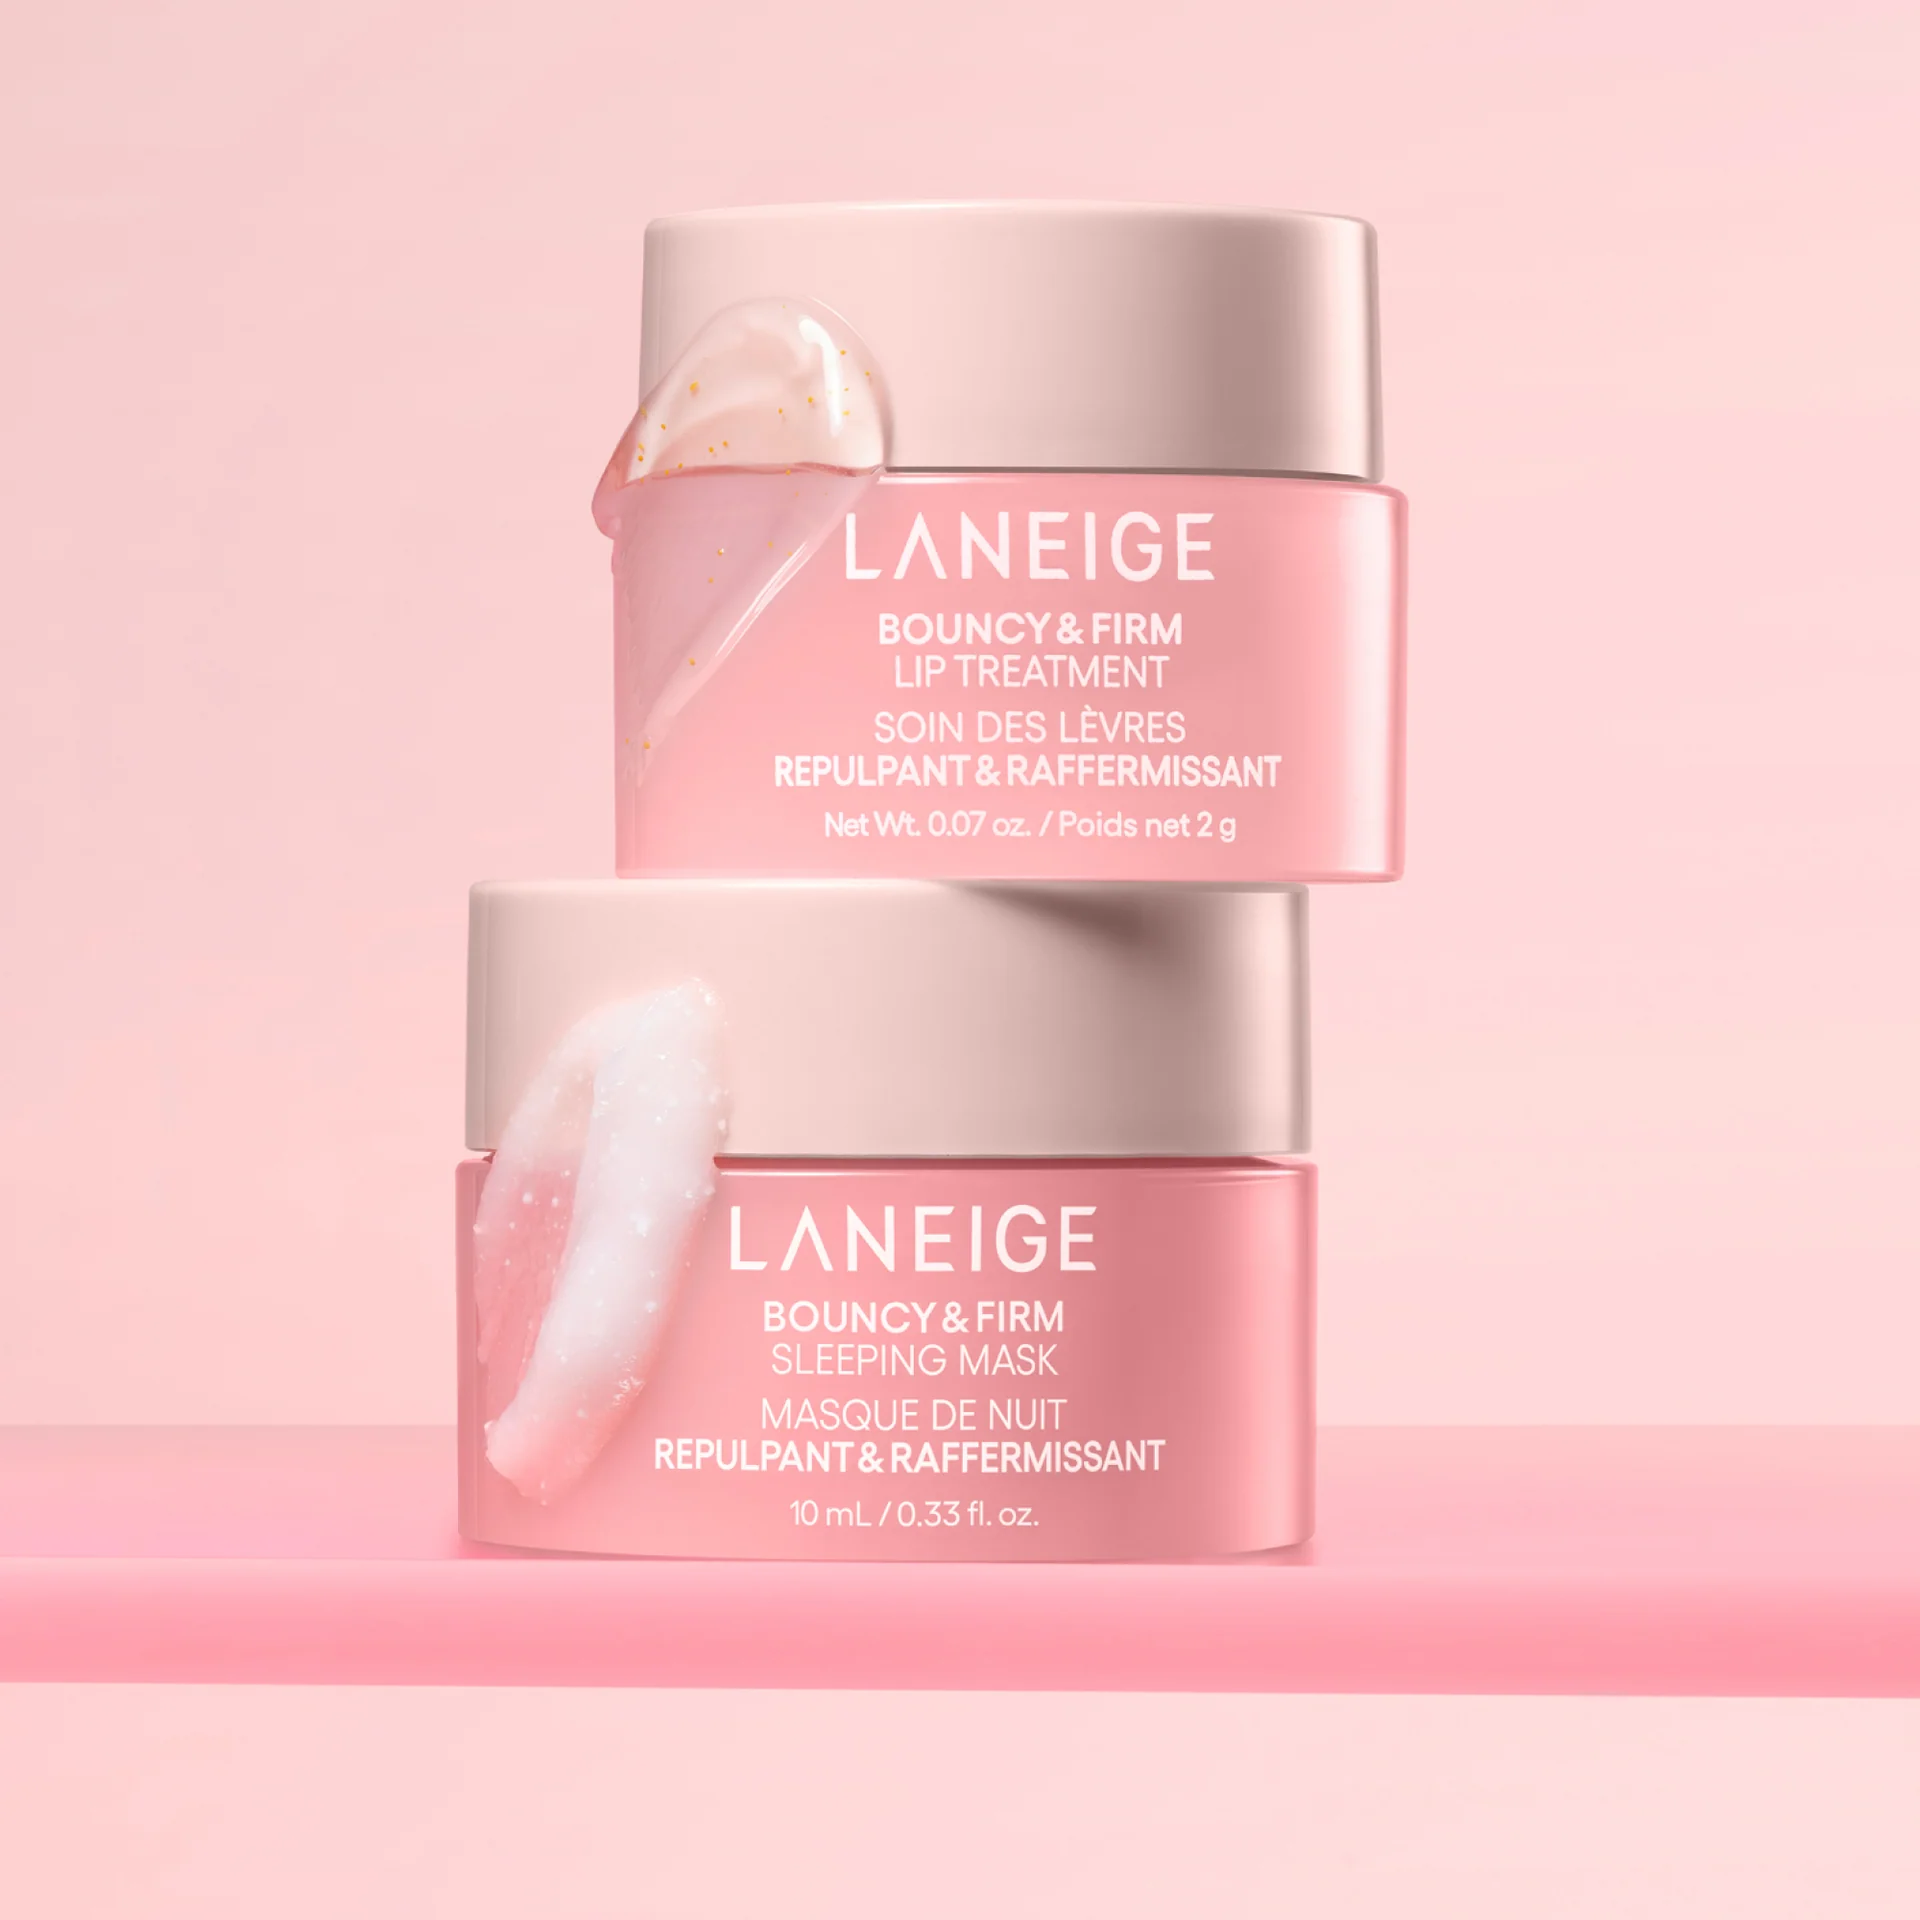 LANEIGE
BOUNCY & FIRM
LIP TREATMENT
SOIN DES LÈVRES
REPULPANT & RAFFERMISSANT
Net Wt. 0.07 oz. / Poids net 2 g
LANEIGE
BOUNCY & FIRM
SLEEPING MASK
MASQUE DE NUIT
REPULPANT & RAFFERMISSANT
10 mL / 0.33 fl. oz.